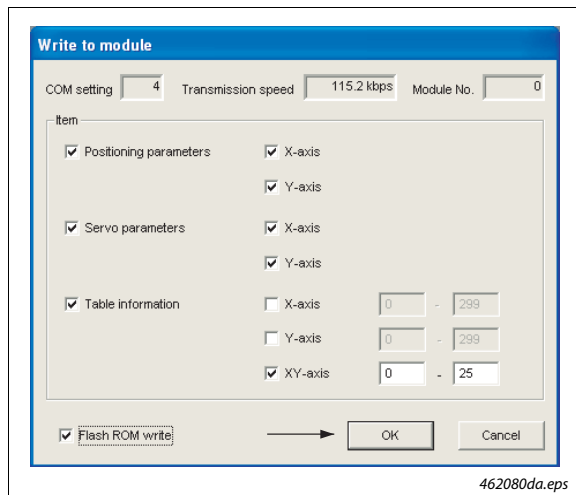 Write to module
COM setting 4 Transmission speed 115.2 kbps Module No. 0
Item
Positioning parameters X-axis
Y-axis
Servo parameters X-axis
Y-axis
Table information X-axis 0 - 299
Y-axis 0 - 299
XY-axis 0 - 25
Flash ROM write OK Cancel
462080da.eps